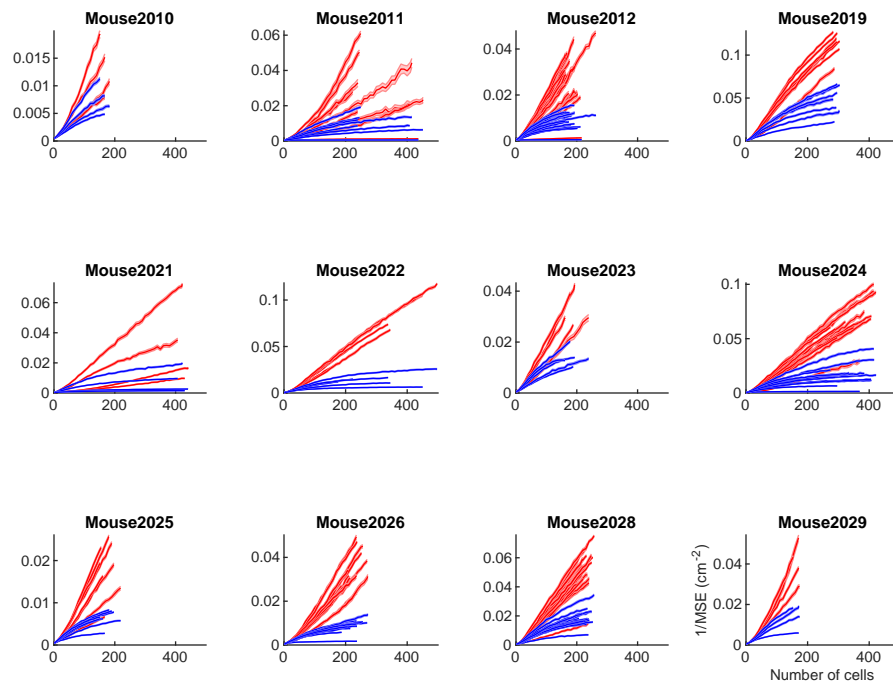 Mouse2010 Mouse2011 Mouse2012 Mouse2019
0.015 0.01 0.005 0 200 400
0.06 0.04 0.02 0 0 200 400
0.04 0.02 0 0 200 400
0.1 0.05 0 0 200 400
Mouse2021 Mouse2022 Mouse2023 Mouse2024
0.06 0.04 0.02 0 0 200 400
0.1 0.05 0 0 200 400
0.04 0.02 0 0 200 400
0.1 0.05 0 0 200 400
Mouse2025 Mouse2026 Mouse2028 Mouse2029
0.02 0.01 0 0 200 400
0.04 0.02 0 0 200 400
0.06 0.04 0.02 0 0 200 400
1/MSE (cm⁻²) 0.04 0.02 0 0 200 400
Number of cells